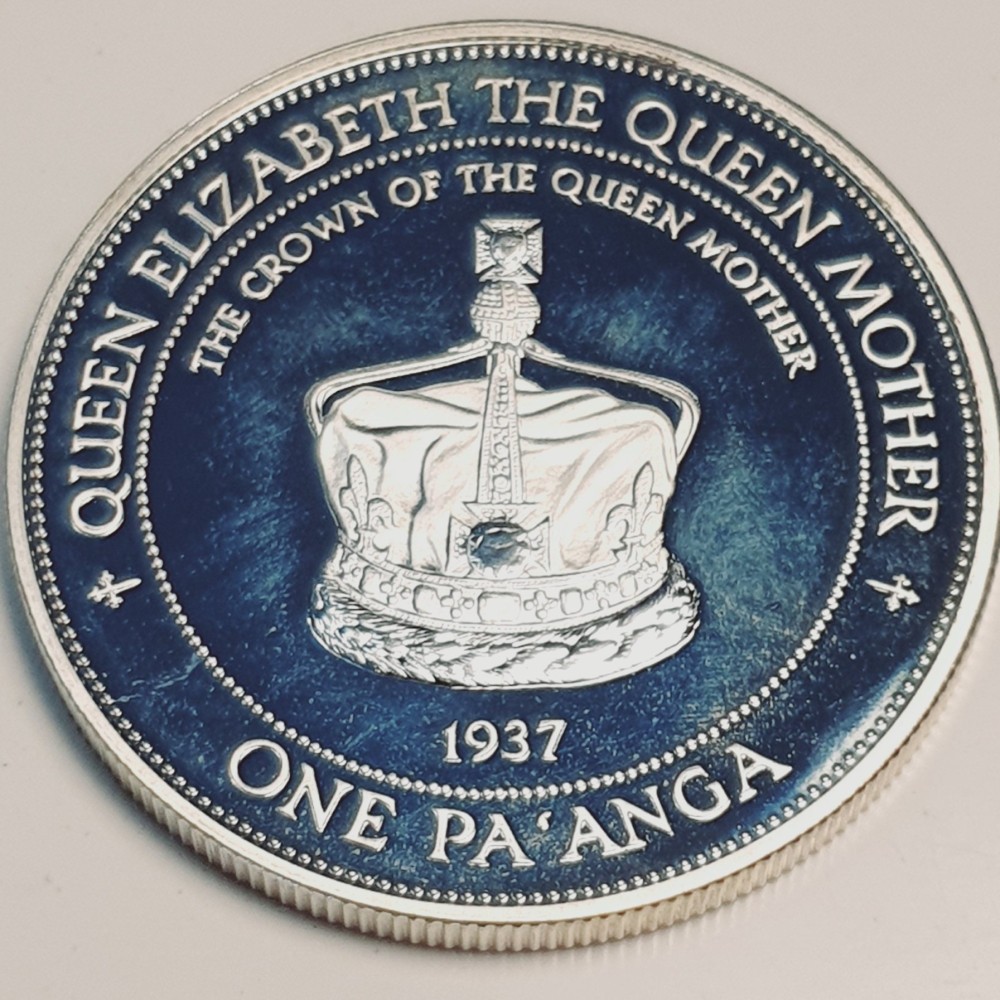 QUEEN ELIZABETH THE QUEEN MOTHER
THE CROWN OF THE QUEEN MOTHER
1937
ONE PA‘ANGA